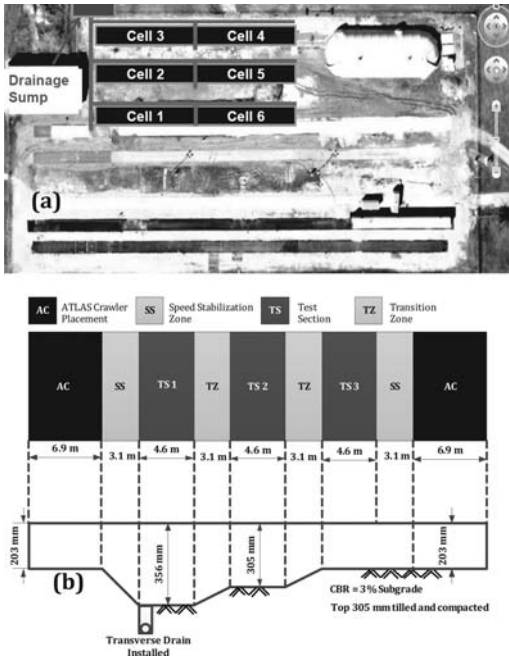 Cell 3 Cell 4
Drainage
Sump
Cell 2 Cell 5
Cell 1 Cell 6
(a)
AC ATLAS Crawler Placement SS Speed Stabilization Zone TS Test Section TZ Transition Zone
AC SS TS 1 TZ TS 2 TZ TS 3 SS AC
6.9 m 4.6 m 4.6 m 4.6 m 6.9 m
3.1 m 3.1 m 3.1 m 3.1 m
203 mm 356 mm 305 mm 203 mm
(b)
CBR = 3% Subgrade
Top 305 mm tilled and compacted
Transverse Drain
Installed